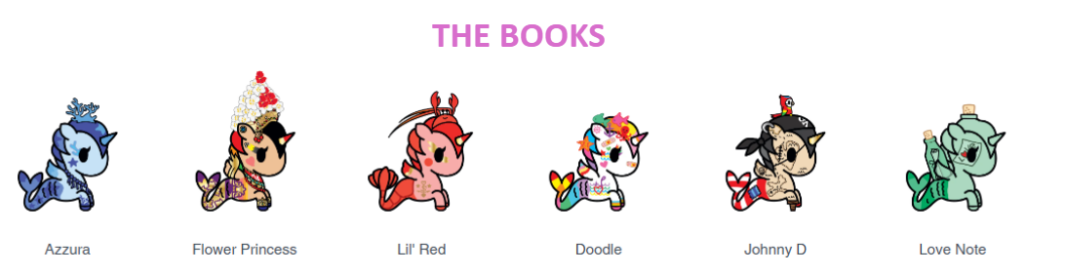 THE BOOKS
Azzura
Flower Princess
Lil' Red
Doodle
Johnny D
Love Note